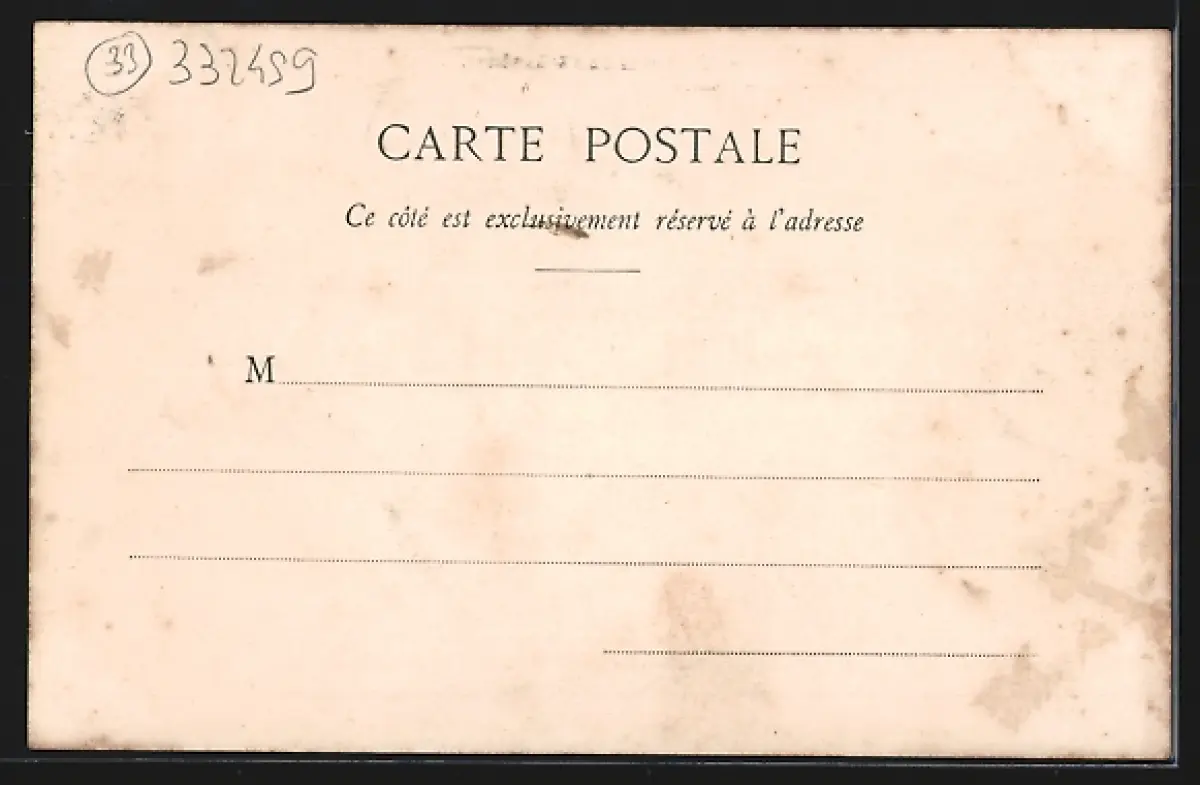 33 332459
CARTE POSTALE
Ce côté est exclusivement réservé à l'adresse
M